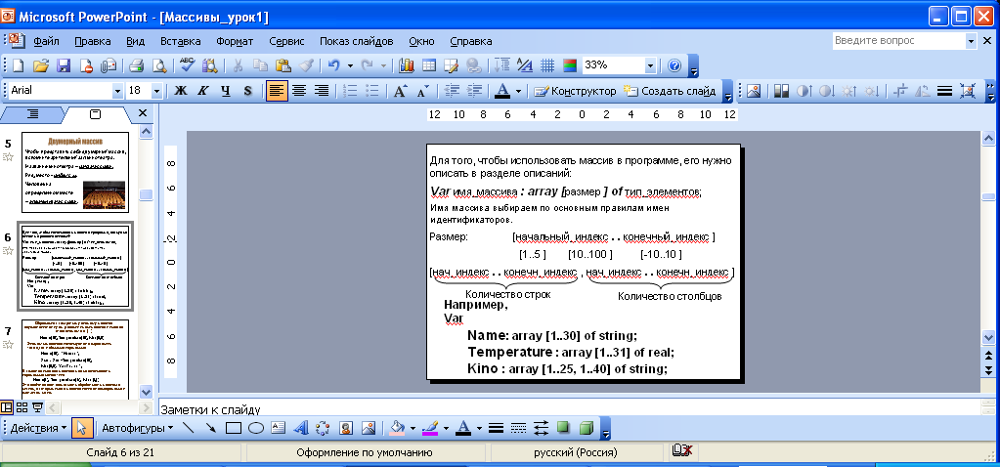 Microsoft PowerPoint - [Массивы_урок1]
Файл Правка Вид Вставка Формат Сервис Показ слайдов Окно Справка Введите вопрос
33%
Arial 18 Ж К Ч S Конструктор Создать слайд
12 10 8 6 4 2 0 2 4 6 8 10 12
5
Двумерный массив
6
7
8
6
4
2
0
2
4
6
8
Для того, чтобы использовать массив в программе, его нужно
описать в разделе описаний:
Var имя_массива : array [размер ] of тип_элементов;
Имя массива выбираем по основным правилам имен
идентификаторов.
Размер: [начальный_индекс . . конечный_индекс ]
[1..5 ] [10..100 ] [-10..10 ]
[нач_индекс . . конечн_индекс , нач_индекс . . конечн_индекс ]
Количество строк Количество столбцов
Например,
Var
Name: array [1..30] of string;
Temperature : array [1..31] of real;
Kino : array [1..25, 1..40] of string;
Заметки к слайду
Действия Автофигуры
Слайд 6 из 21 Оформление по умолчанию русский (Россия)